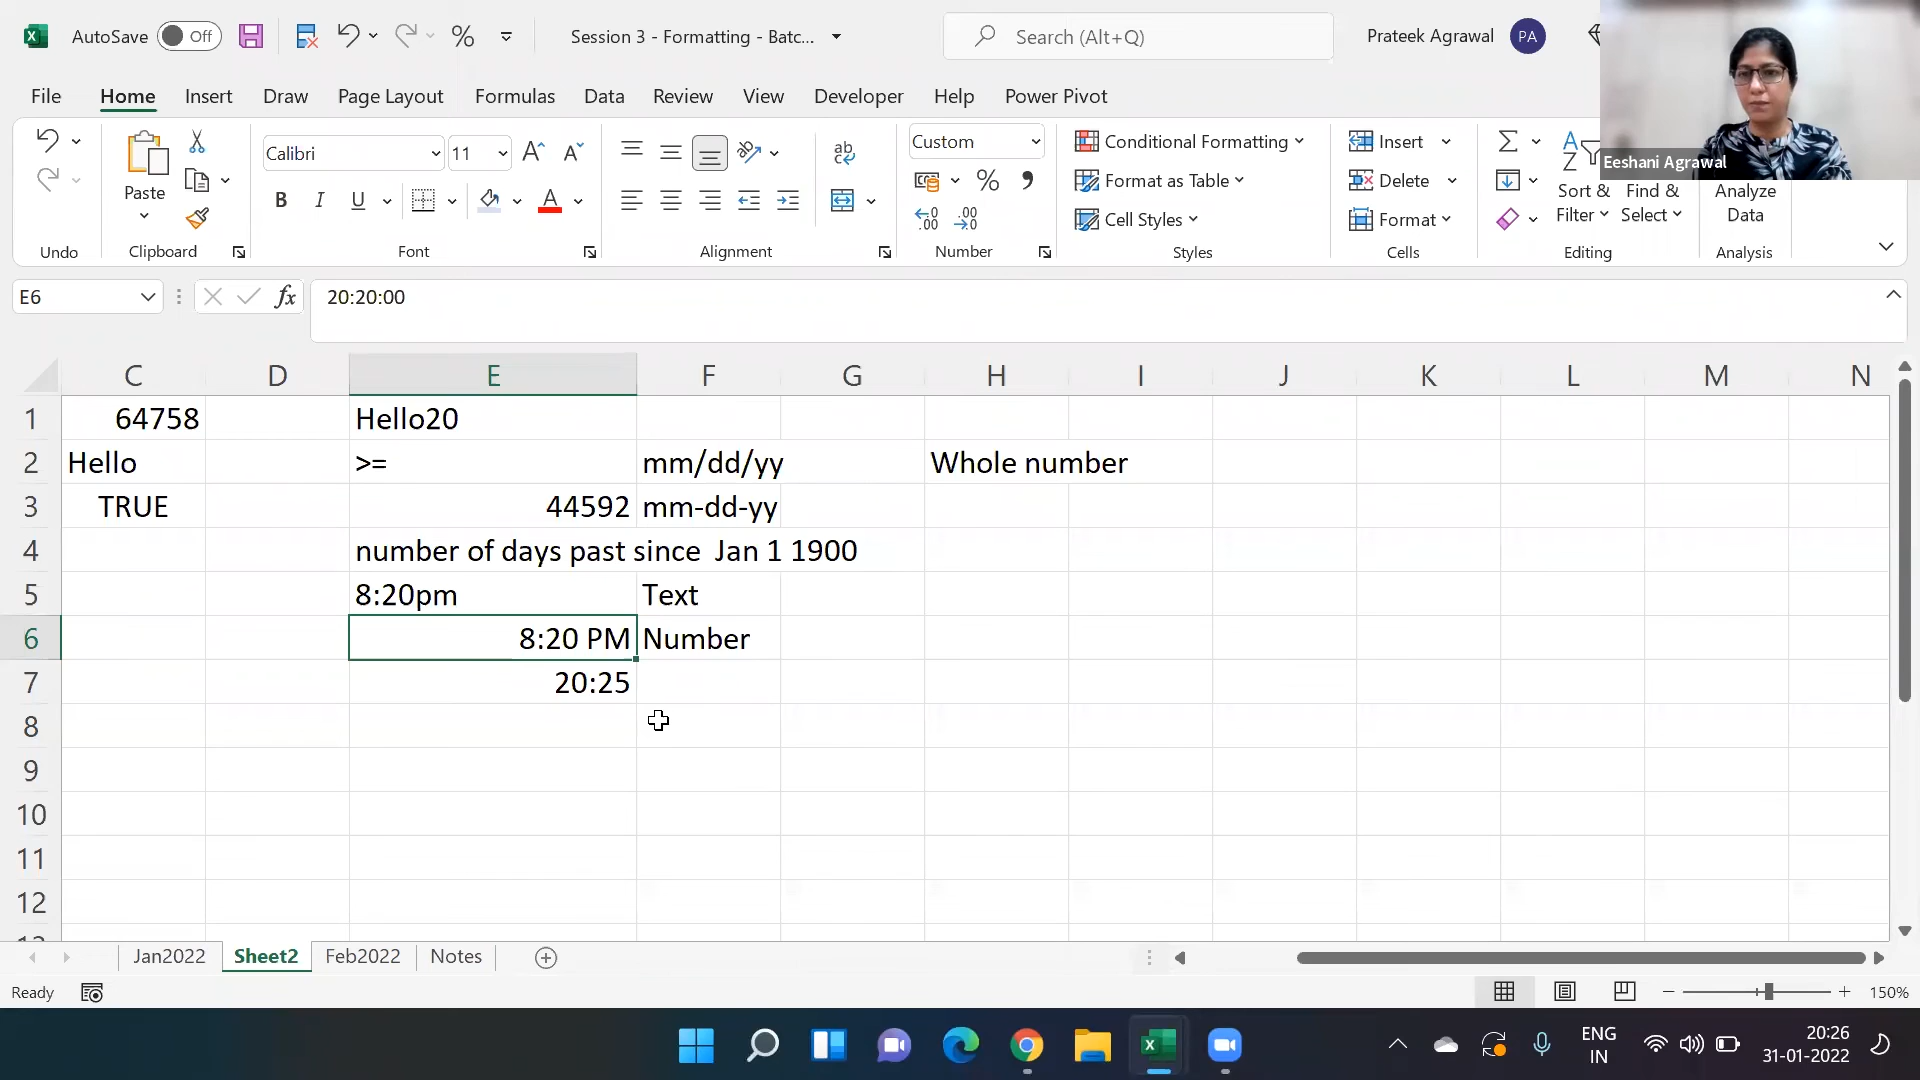 AutoSave Off % Session 3 - Formatting - Batc... Search (Alt+Q) Prateek Agrawal PA
File Home Insert Draw Page Layout Formulas Data Review View Developer Help Power Pivot
Eeshani Agrawal
Undo
Paste
Clipboard
Calibri 11 A A
B I U A
Font
ab
Alignment
Custom
% ,
.0 .00
.00 .0
Number
Conditional Formatting
Format as Table
Cell Styles
Styles
Insert
Delete
Format
Cells
Σ
A
Z
Sort & Filter
Find & Select
Editing
Analyze Data
Analysis
E6 fx 20:20:00
C D E F G H I J K L M N
1 64758 Hello20
2 Hello >= mm/dd/yy Whole number
3 TRUE 44592 mm-dd-yy
4 number of days past since Jan 1 1900
5 8:20pm Text
6 8:20 PM Number
7 20:25
8
9
10
11
12
Jan2022 Sheet2 Feb2022 Notes
Ready 150%
ENG
IN
20:26
31-01-2022